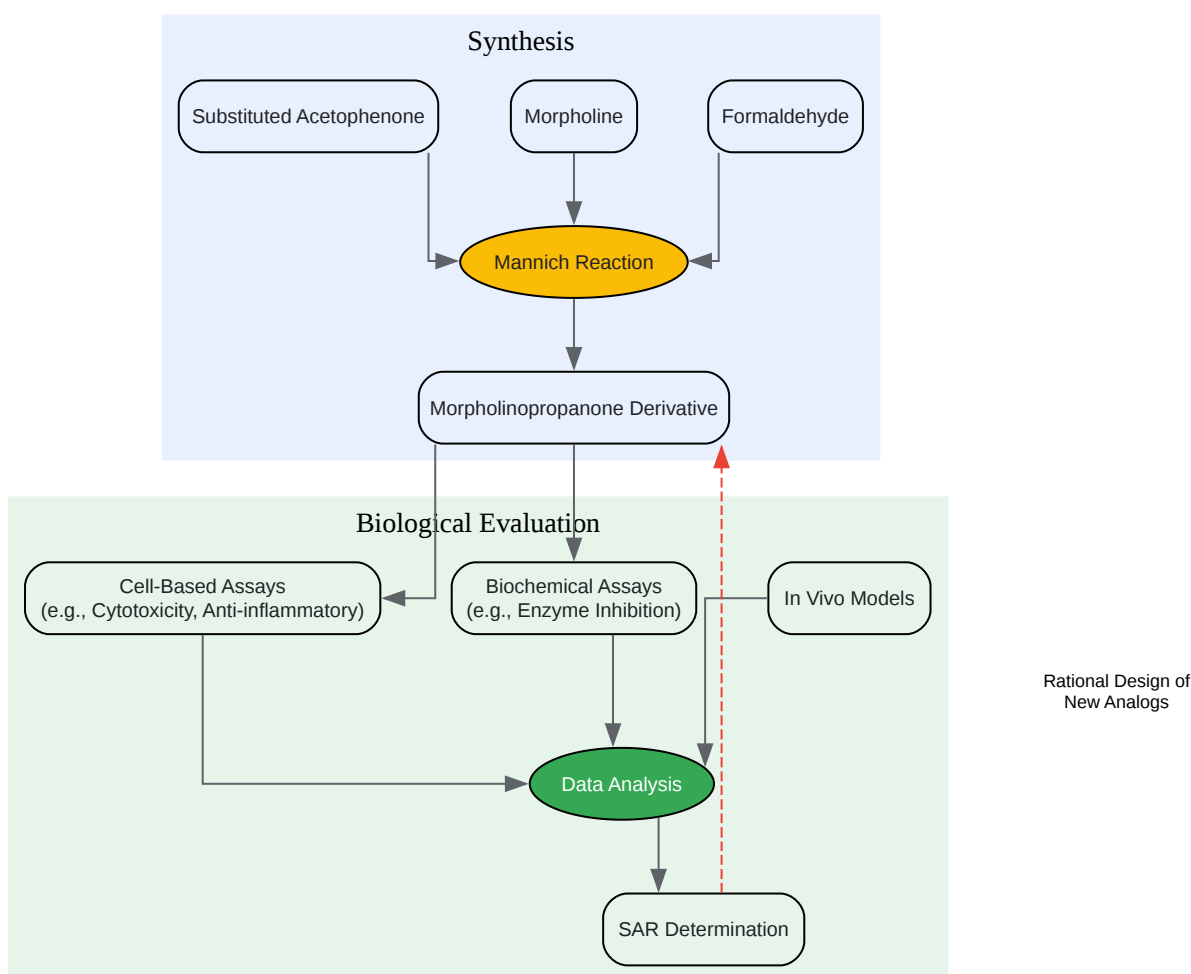 Synthesis
Substituted Acetophenone
Morpholine
Formaldehyde
Mannich Reaction
Morpholinopropanone Derivative
Biological Evaluation
Cell-Based Assays
(e.g., Cytotoxicity, Anti-inflammatory)
Biochemical Assays
(e.g., Enzyme Inhibition)
In Vivo Models
Rational Design of
New Analogs
Data Analysis
SAR Determination